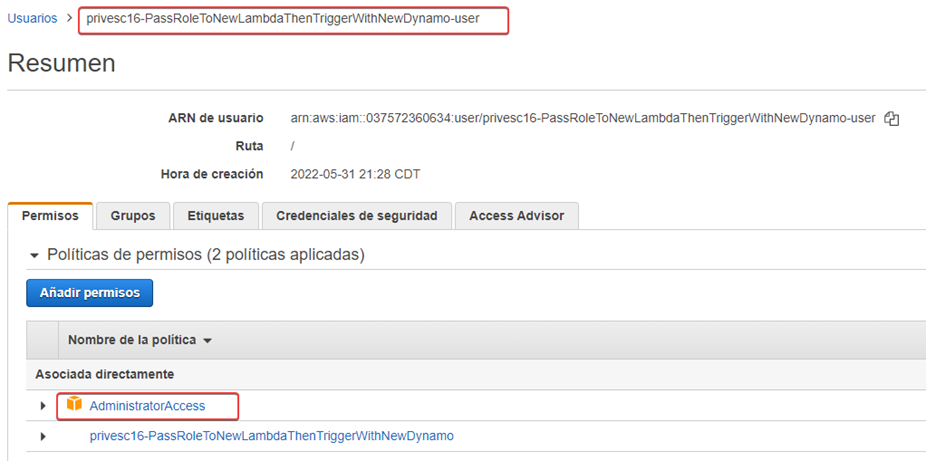 Usuarios > privesc16-PassRoleToNewLambdaThenTriggerWithNewDynamo-user
Resumen
ARN de usuario arn:aws:iam::037572360634:user/privesc16-PassRoleToNewLambdaThenTriggerWithNewDynamo-user
Ruta /
Hora de creación 2022-05-31 21:28 CDT
Permisos Grupos Etiquetas Credenciales de seguridad Access Advisor
Políticas de permisos (2 políticas aplicadas)
Añadir permisos
Nombre de la política
Asociada directamente
AdministratorAccess
privesc16-PassRoleToNewLambdaThenTriggerWithNewDynamo